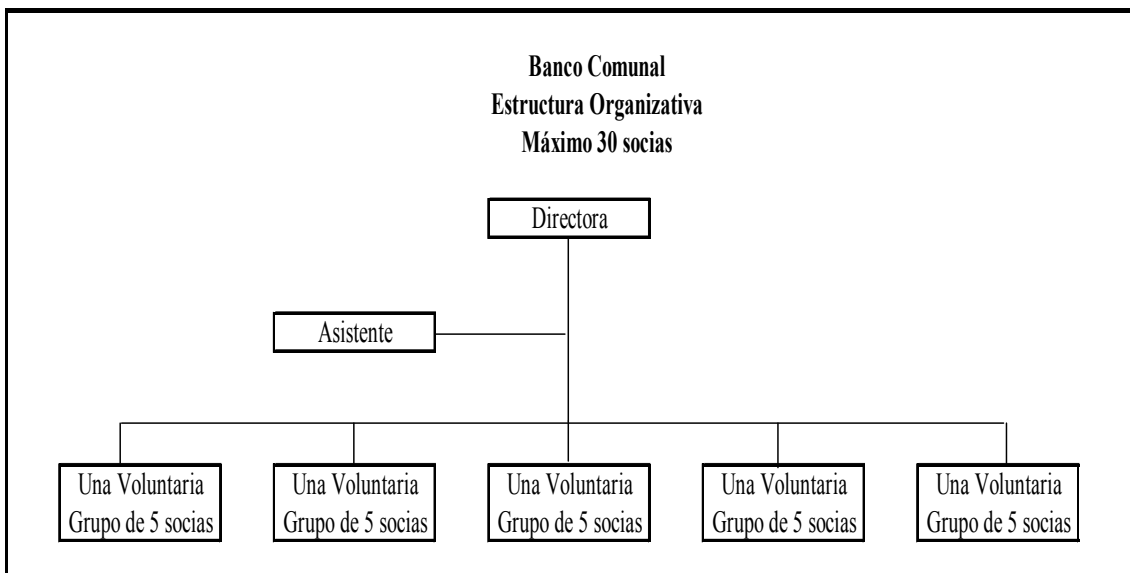 Banco Comunal
Estructura Organizativa
Máximo 30 socias
Directora
Asistente
Una Voluntaria
Grupo de 5 socias
Una Voluntaria
Grupo de 5 socias
Una Voluntaria
Grupo de 5 socias
Una Voluntaria
Grupo de 5 socias
Una Voluntaria
Grupo de 5 socias